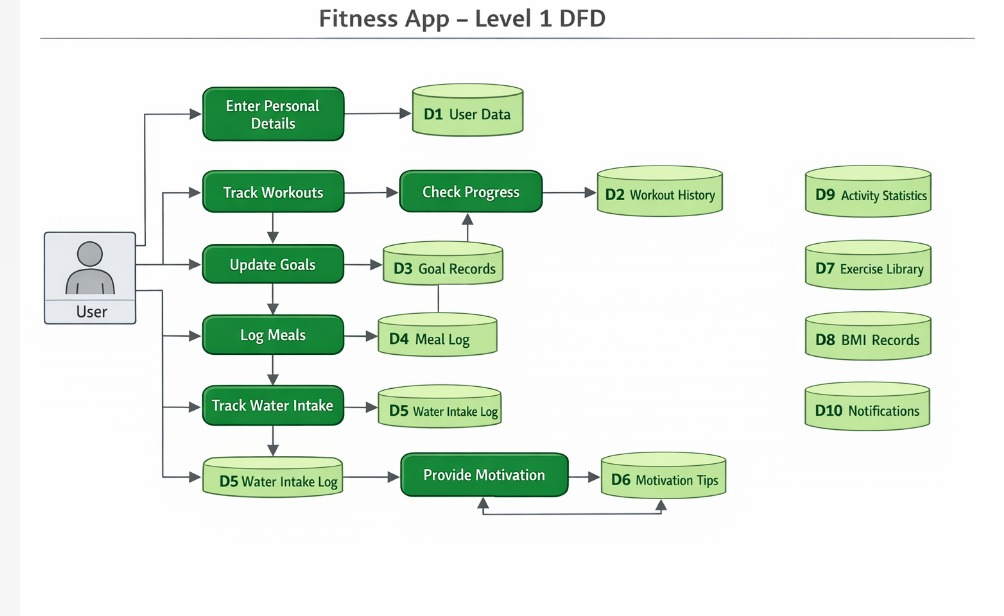 Fitness App – Level 1 DFD
Enter Personal
Details
D1 User Data
Track Workouts
Check Progress
D2 Workout History
D9 Activity Statistics
User
Update Goals
D3 Goal Records
D7 Exercise Library
Log Meals
D4 Meal Log
D8 BMI Records
Track Water Intake
D5 Water Intake Log
D10 Notifications
D5 Water Intake Log
Provide Motivation
D6 Motivation Tips